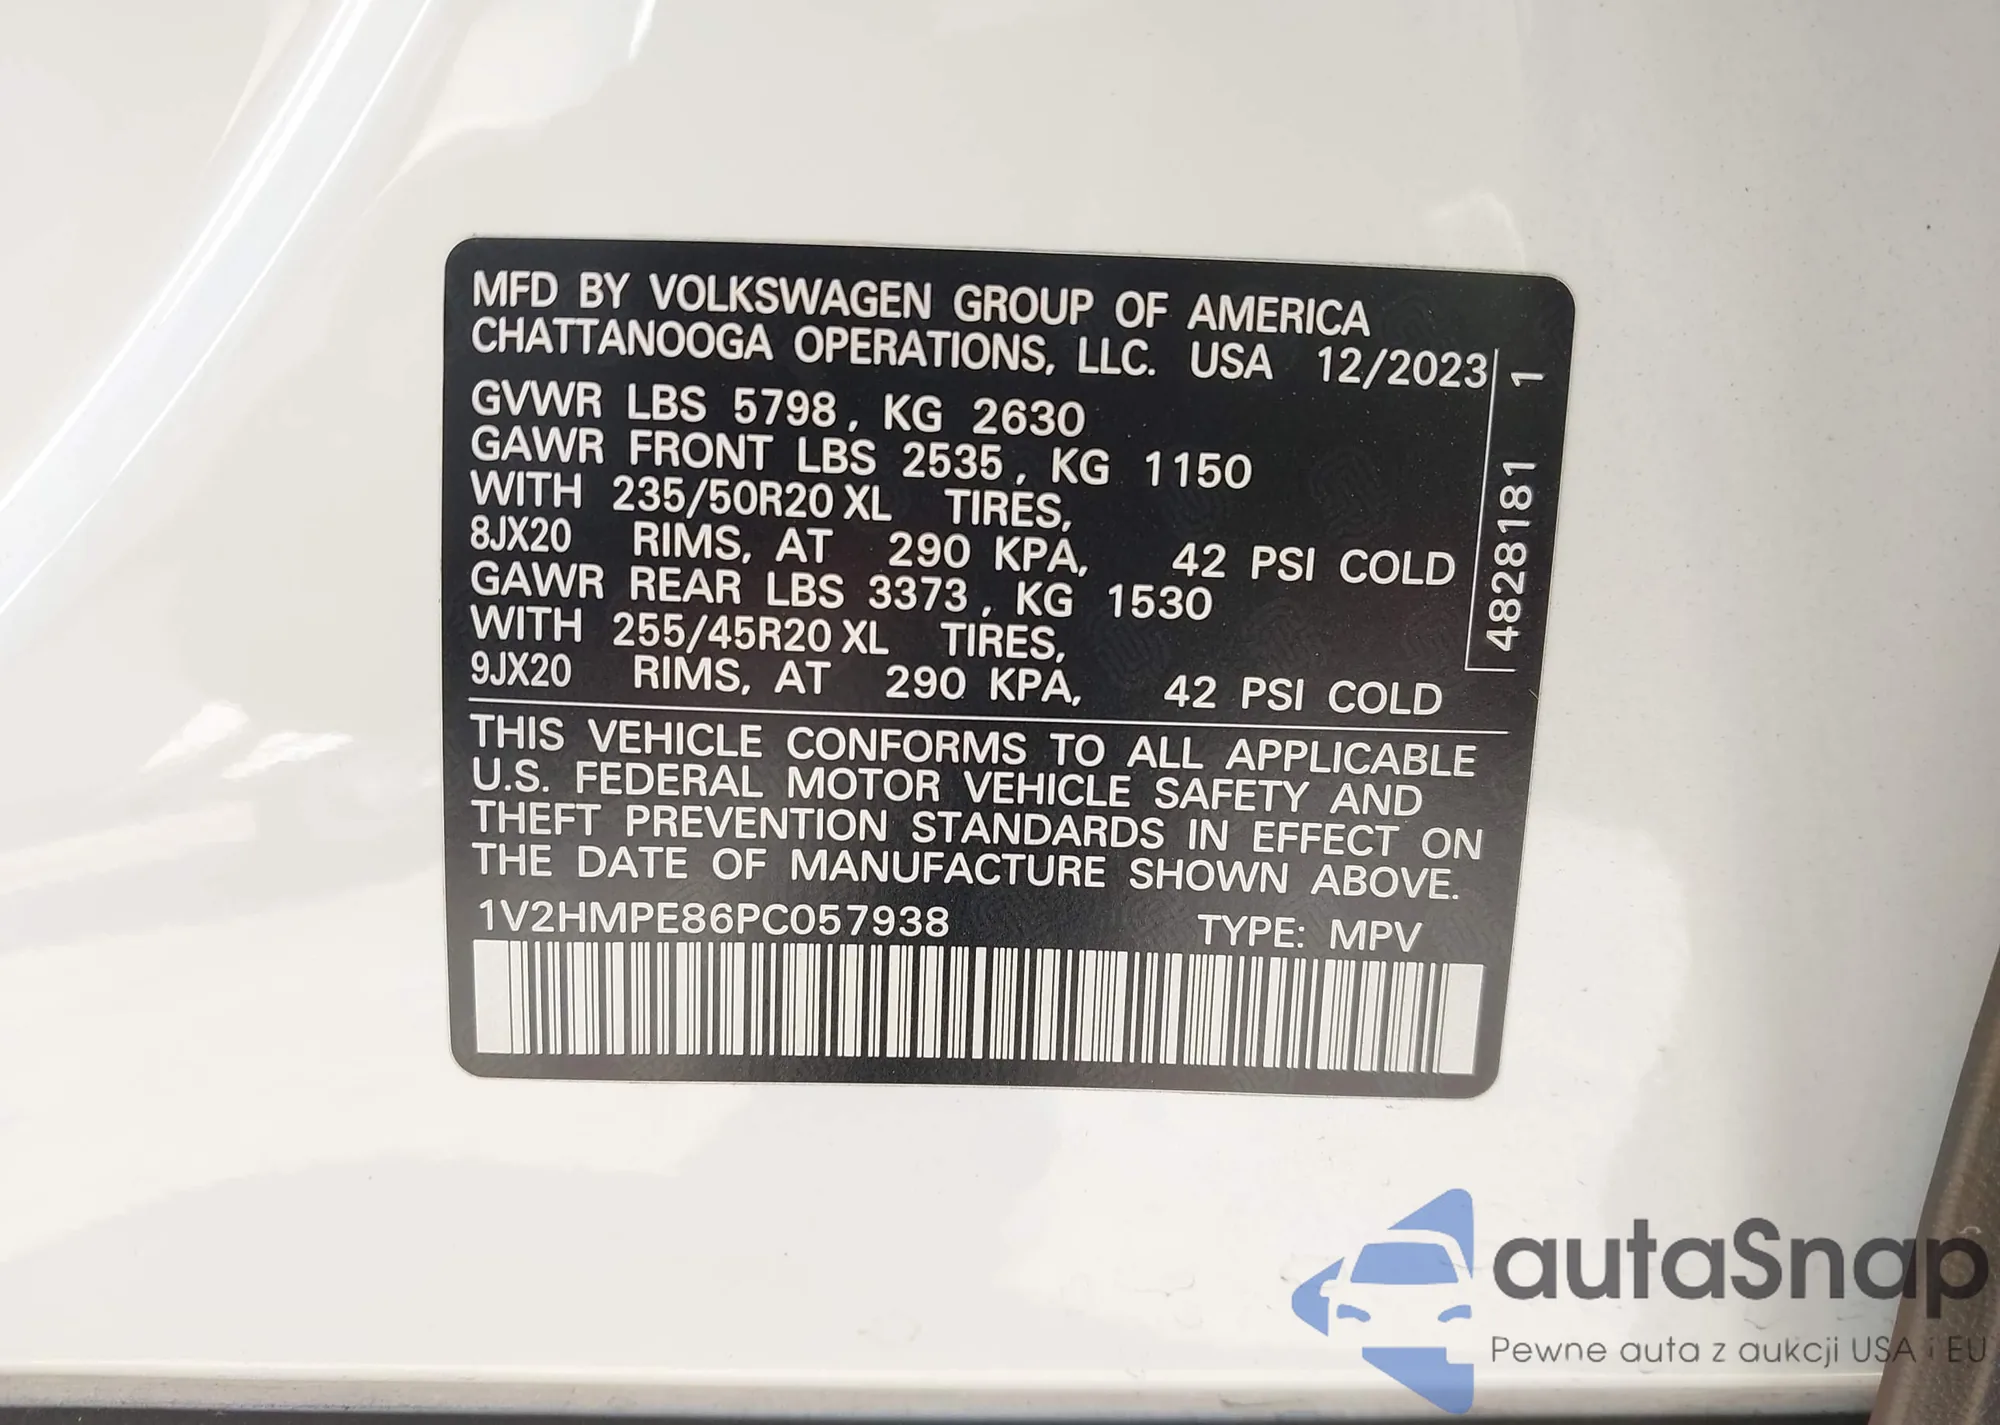 MFD BY VOLKSWAGEN GROUP OF AMERICA
CHATTANOOGA OPERATIONS, LLC. USA 12/2023
GVWR LBS 5798, KG 2630
GAWR FRONT LBS 2535, KG 1150
WITH 235/50R20 XL TIRES,
8JX20 RIMS, AT 290 KPA, 42 PSI COLD
GAWR REAR LBS 3373, KG 1530
WITH 255/45R20 XL TIRES,
9JX20 RIMS, AT 290 KPA, 42 PSI COLD
4828181 1
THIS VEHICLE CONFORMS TO ALL APPLICABLE
U.S. FEDERAL MOTOR VEHICLE SAFETY AND
THEFT PREVENTION STANDARDS IN EFFECT ON
THE DATE OF MANUFACTURE SHOWN ABOVE.
1V2HMPE86PC057938 TYPE: MPV
autaSnap
Pewne auta z aukcji USA i EU